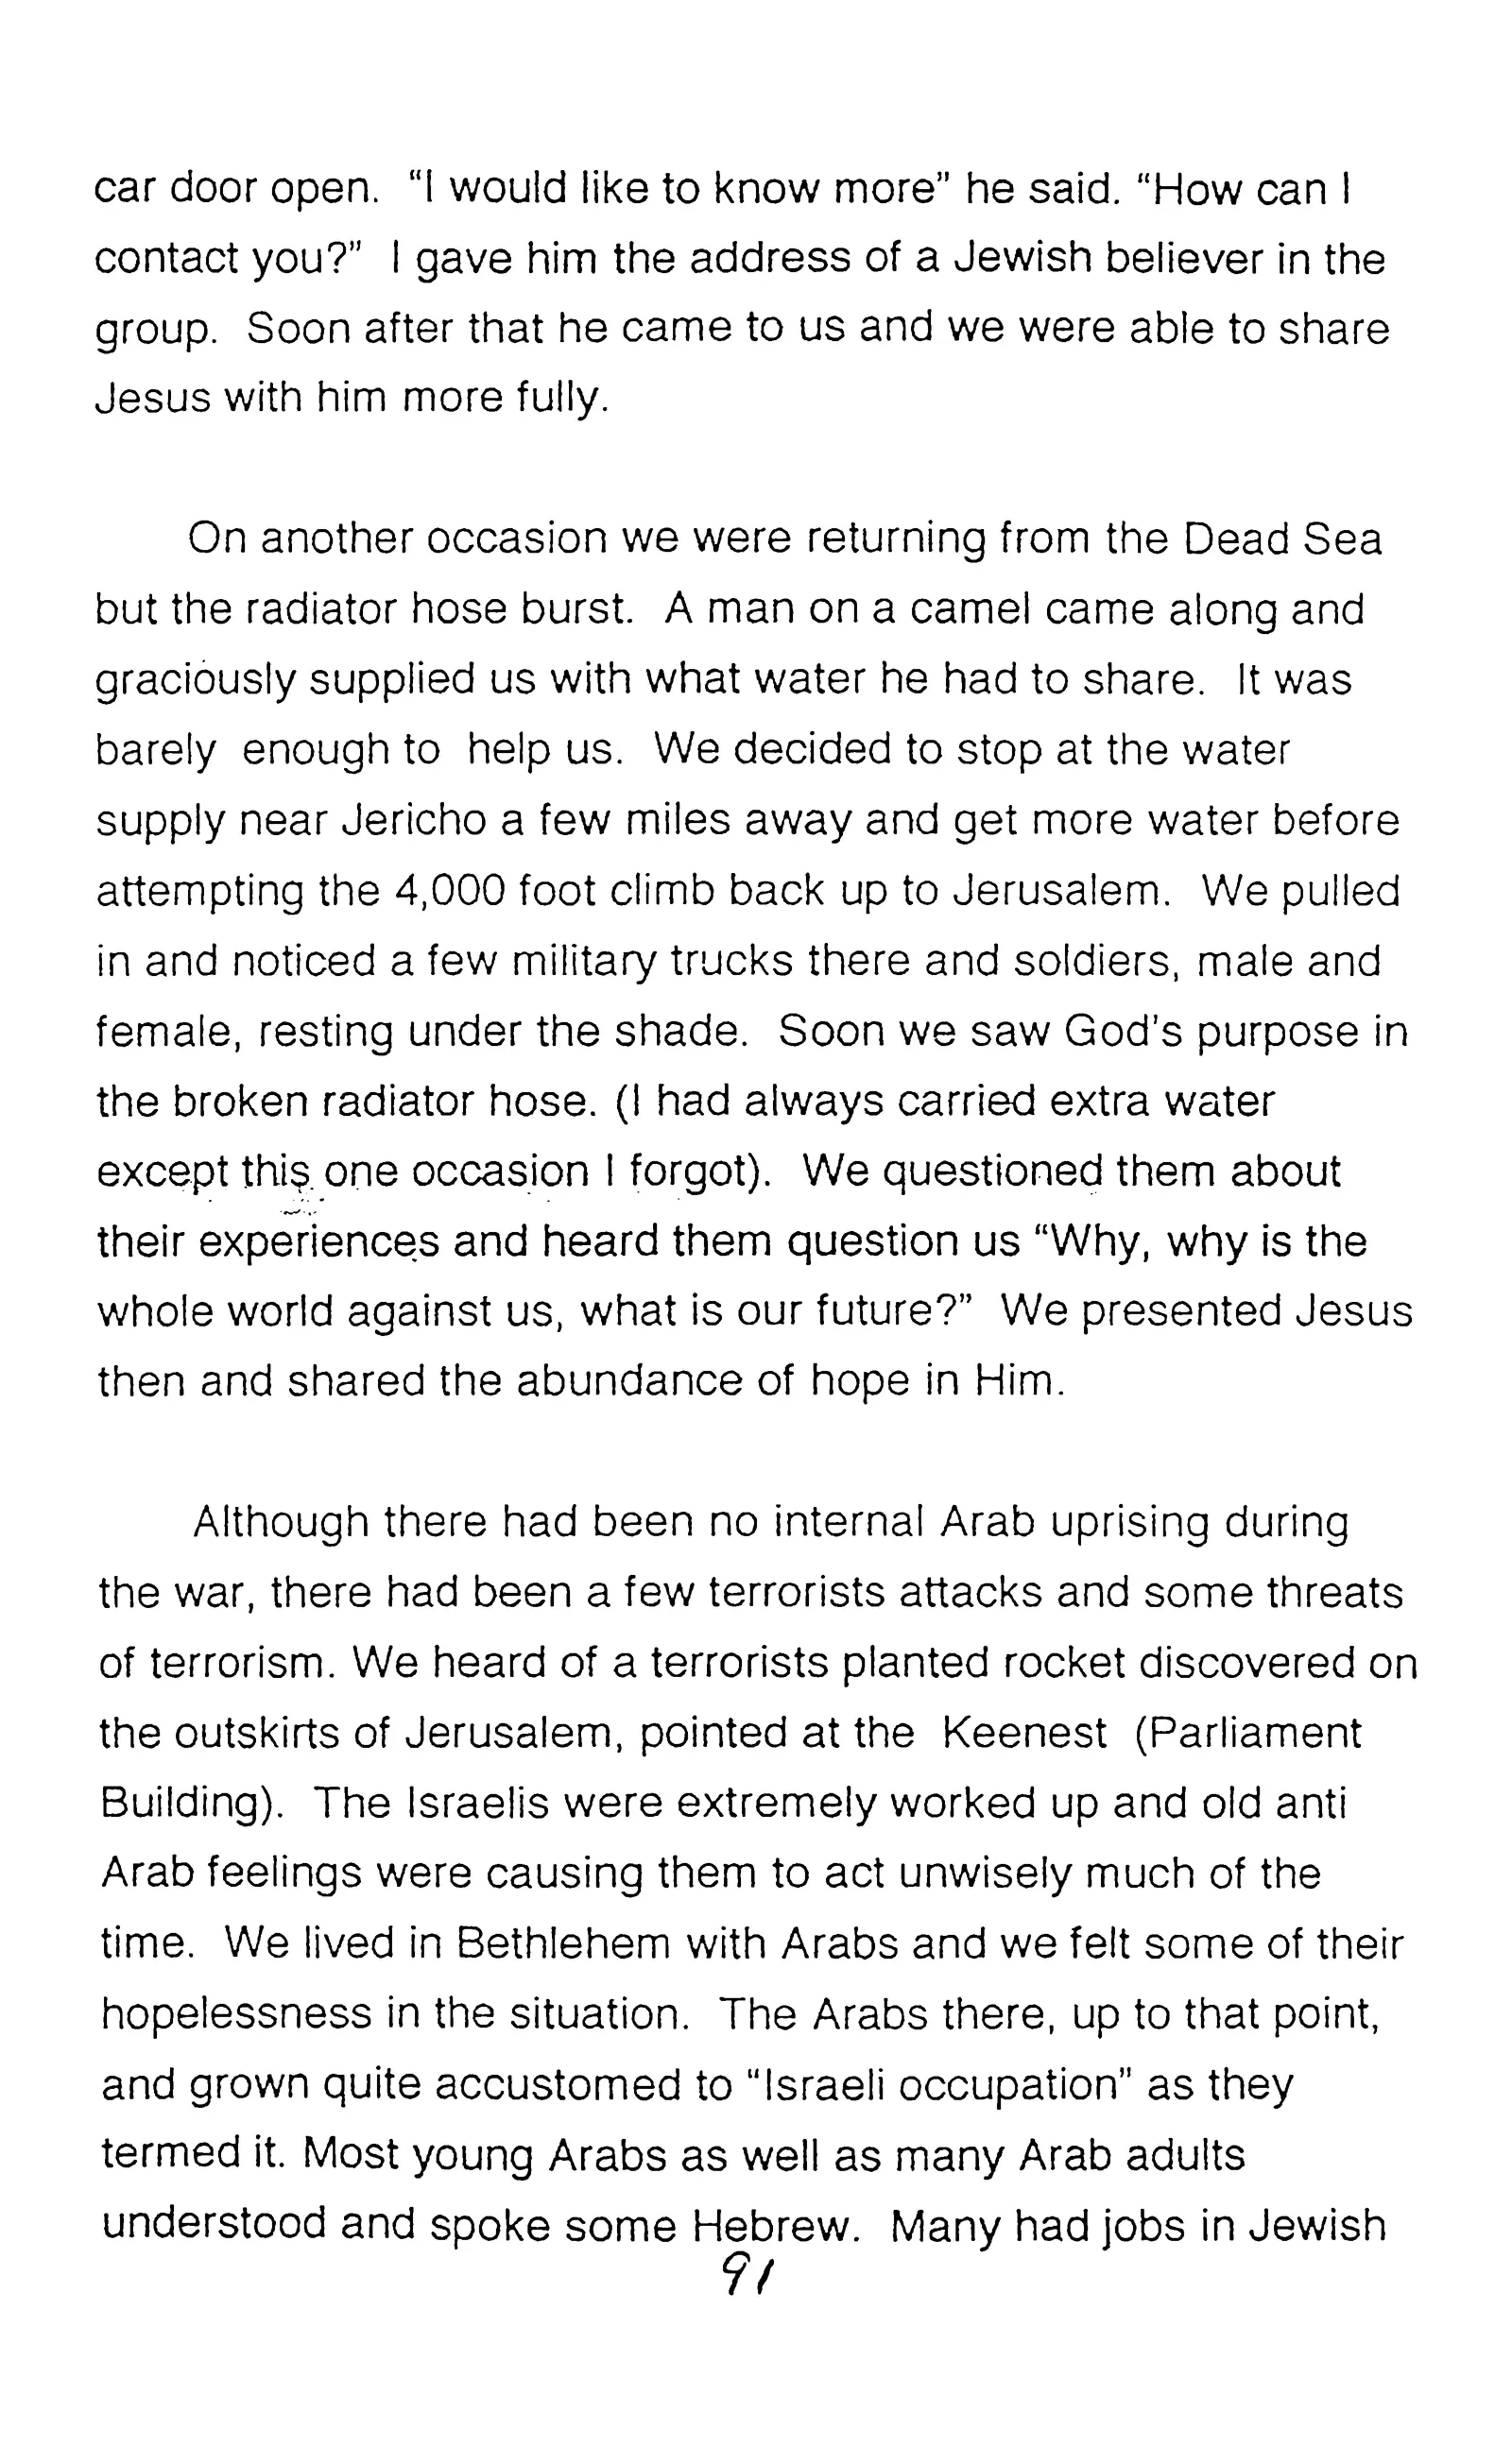 car door open.  “I would like to know more” he said. “How can I
contact you?”  I gave him the address of a Jewish believer in the
group.  Soon after that he came to us and we were able to share
Jesus with him more fully.
On another occasion we were returning from the Dead Sea
but the radiator hose burst.  A man on a camel came along and
graciously supplied us with what water he had to share.  It was
barely  enough to  help us.  We decided to stop at the water
supply near Jericho a few miles away and get more water before
attempting the 4,000 foot climb back up to Jerusalem.  We pulled
in and noticed a few military trucks there and soldiers, male and
female, resting under the shade.  Soon we saw God's purpose in
the broken radiator hose. (I had always carried extra water
except this one occasion I forgot).  We questioned them about
their experiences and heard them question us “Why, why is the
whole world against us, what is our future?”  We presented Jesus
then and shared the abundance of hope in Him.
Although there had been no internal Arab uprising during
the war, there had been a few terrorists attacks and some threats
of terrorism. We heard of a terrorists planted rocket discovered on
the outskirts of Jerusalem, pointed at the  Keenest  (Parliament
Building).  The Israelis were extremely worked up and old anti
Arab feelings were causing them to act unwisely much of the
time.  We lived in Bethlehem with Arabs and we felt some of their
hopelessness in the situation.  The Arabs there, up to that point,
and grown quite accustomed to “Israeli occupation” as they
termed it. Most young Arabs as well as many Arab adults
understood and spoke some Hebrew.  Many had jobs in Jewish
91